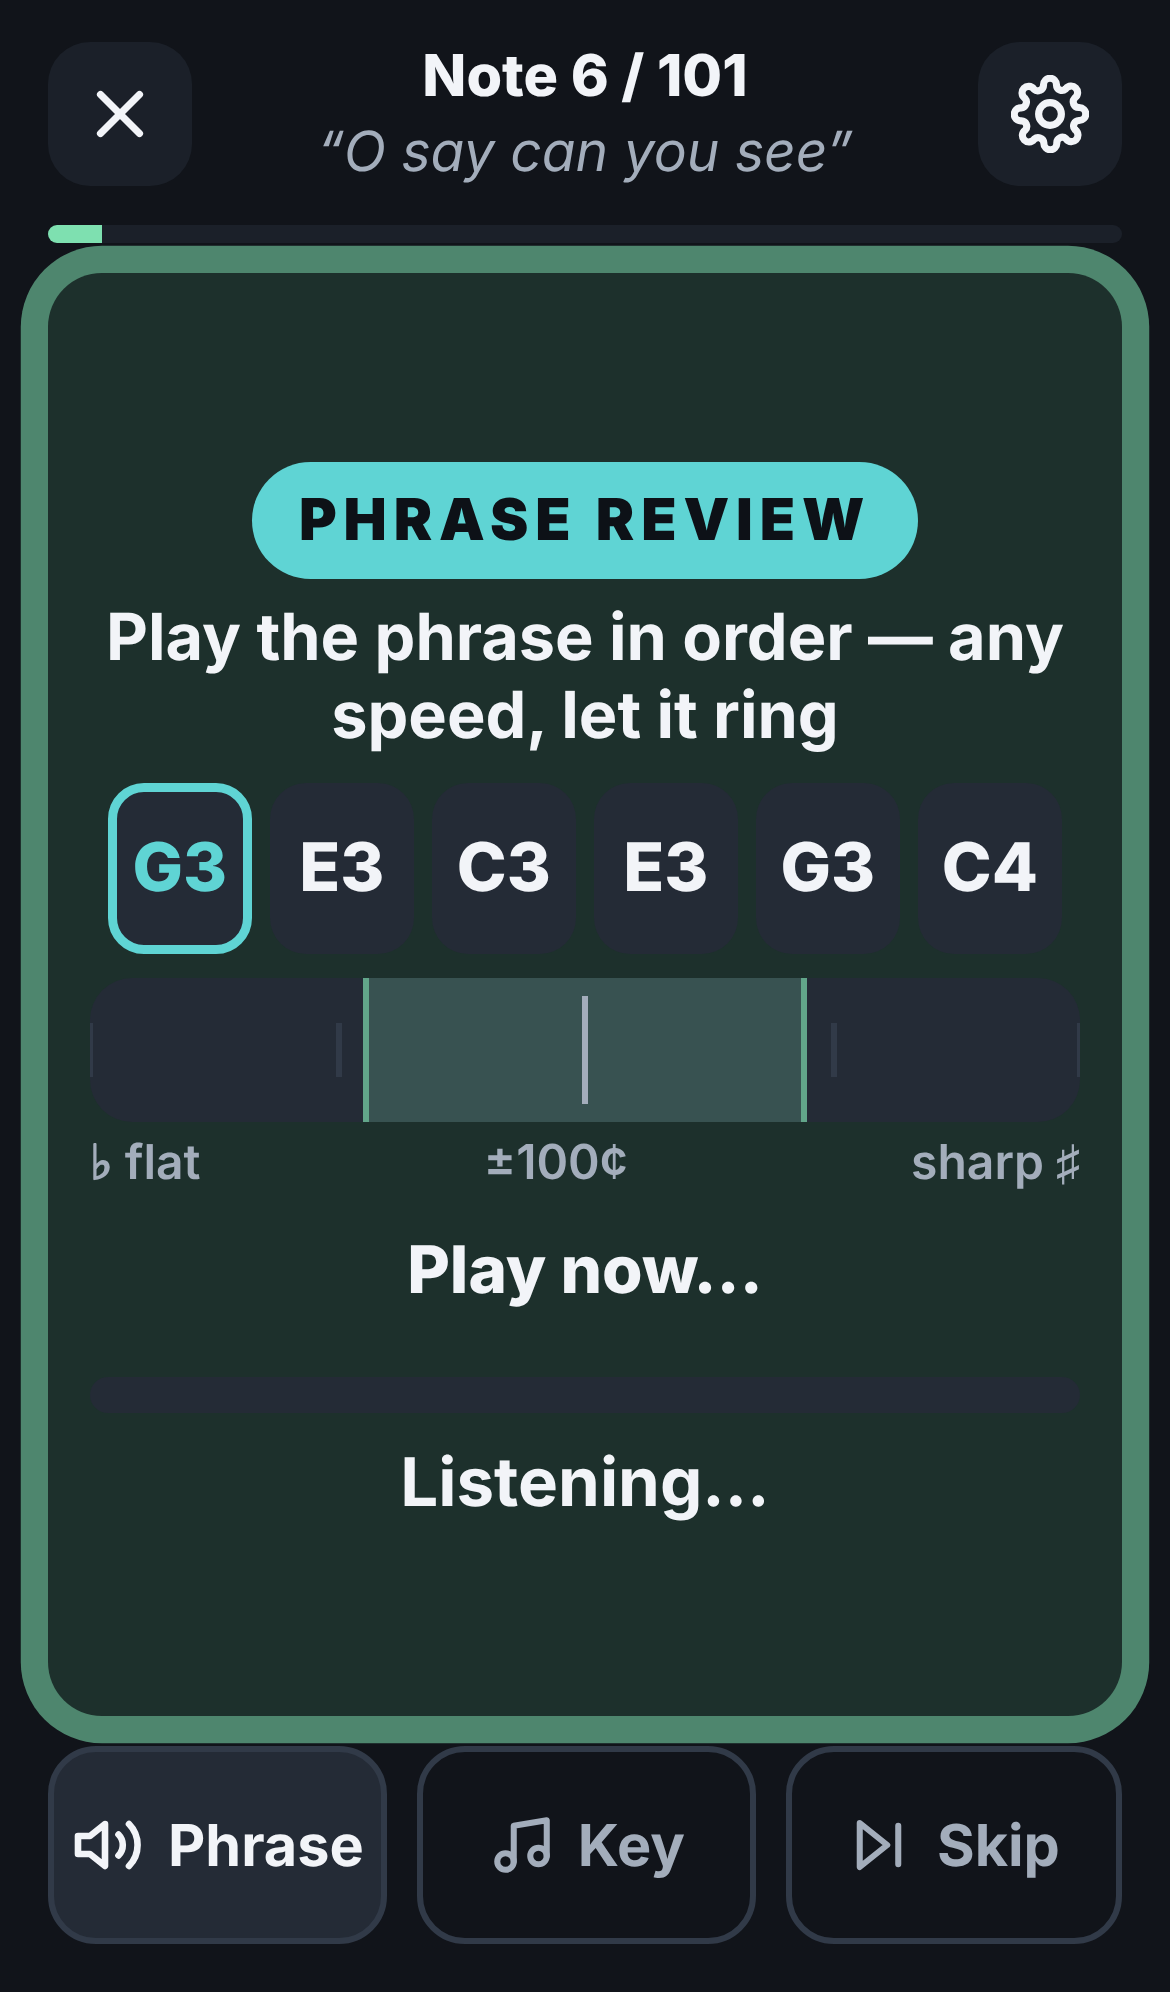 Note 6 / 101
“O say can you see”
PHRASE REVIEW
Play the phrase in order — any
speed, let it ring
G3 E3 C3 E3 G3 C4
♭ flat ±100¢ sharp ♯
Play now...
Listening...
Phrase Key Skip